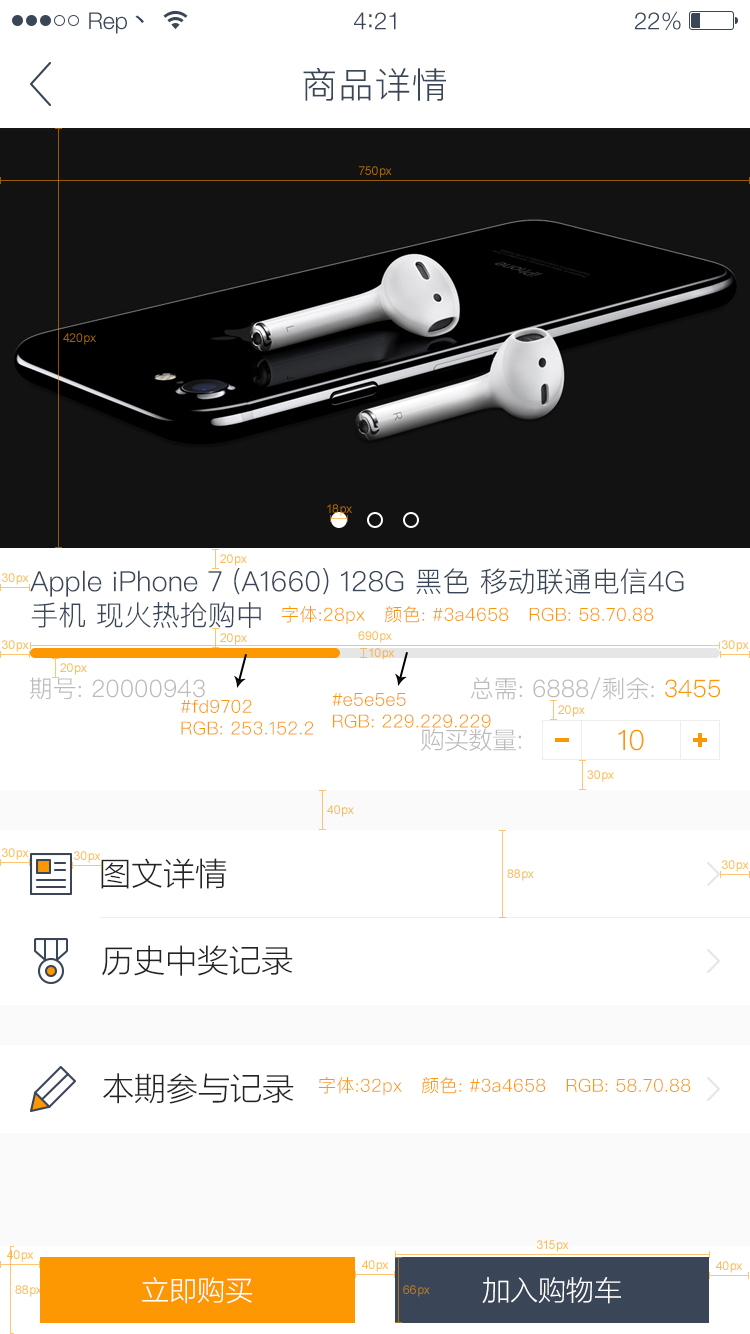 Rep 4:21 22%
商品详情
750px
420px
iPhone
L
R
18px
20px
30px
Apple iPhone 7 (A1660) 128G 黑色 移动联通电信4G
手机 现火热抢购中 字体:28px 颜色: #3a4658 RGB: 58.70.88
20px 690px
30px 10px 30px
20px
期号: 20000943 总需: 6888/剩余: 3455
#fd9702 #e5e5e5 20px
RGB: 253.152.2 RGB: 229.229.229
购买数量: − 10 +
30px
40px
30px 30px 图文详情 88px 30px
历史中奖记录
本期参与记录 字体:32px 颜色: #3a4658 RGB: 58.70.88
315px
40px 40px 40px
88px 立即购买 66px 加入购物车